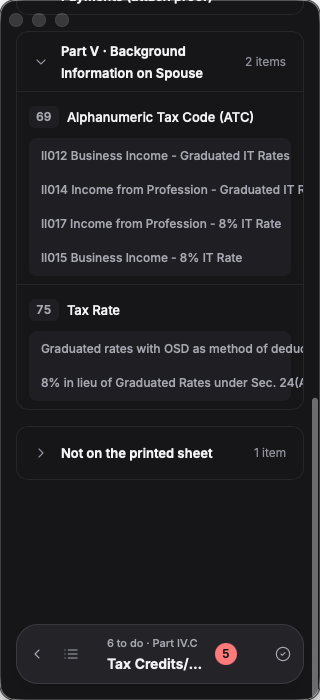 Part V · Background
Information on Spouse
2 items
69 Alphanumeric Tax Code (ATC)
II012 Business Income - Graduated IT Rates
II014 Income from Profession - Graduated IT R
II017 Income from Profession - 8% IT Rate
II015 Business Income - 8% IT Rate
75 Tax Rate
Graduated rates with OSD as method of deduc
8% in lieu of Graduated Rates under Sec. 24(A
Not on the printed sheet
1 item
6 to do · Part IV.C
Tax Credits/...
5